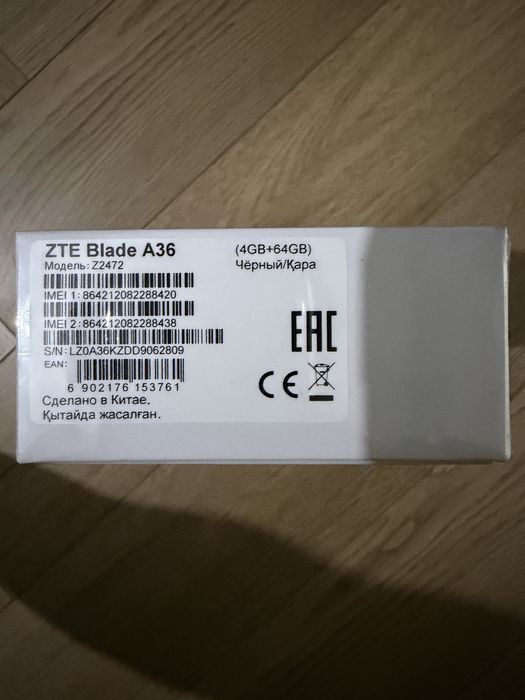 ZTE Blade A36
(4GB+64GB)
Модель: Z2472
Чёрный/Қара
IMEI 1: 864212082288420
IMEI 2: 864212082288438
S/N: LZ0A36KZDD9062809
EAN:
6 902176 153761
EAC
CE
Сделано в Китае.
Қытайда жасалған.